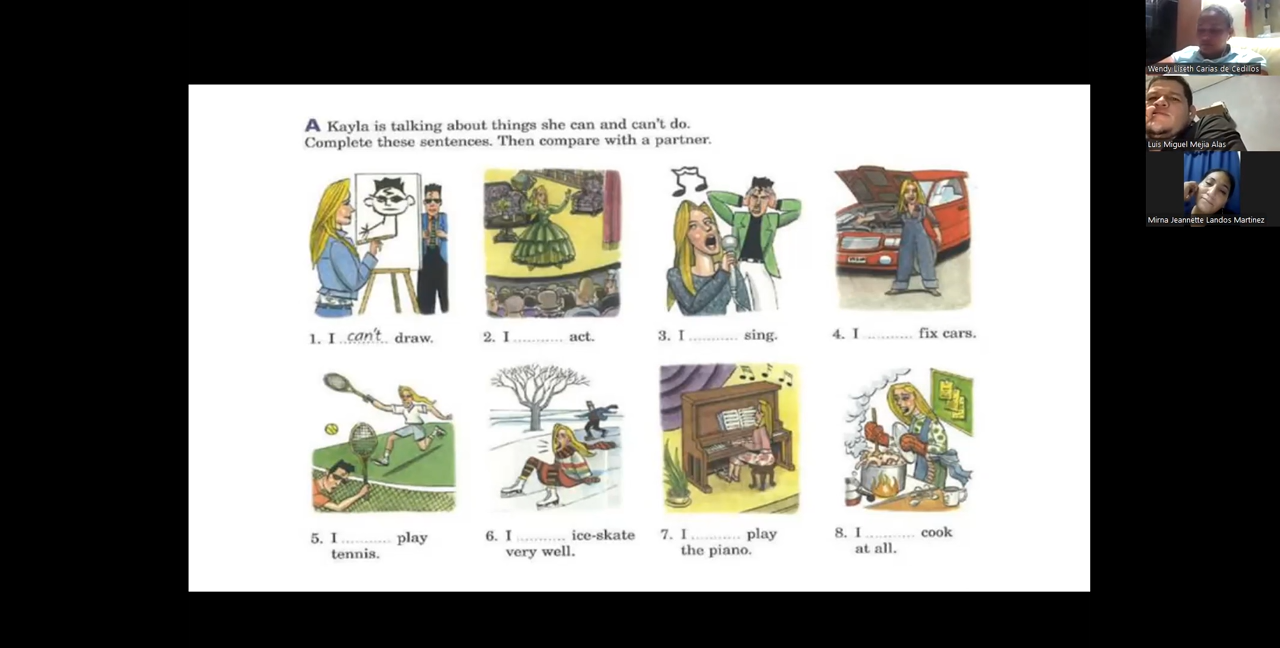 A Kayla is talking about things she can and can't do.
Complete these sentences. Then compare with a partner.
1. I can't draw.
2. I ........... act.
3. I ........... sing.
4. I ........... fix cars.
5. I ........... play
tennis.
6. I ........... ice-skate
very well.
7. I ........... play
the piano.
8. I ........... cook
at all.
Wendy Liseth Carias de Cedillos
Luis Miguel Mejia Alas
Mirna Jeannette Landos Martinez